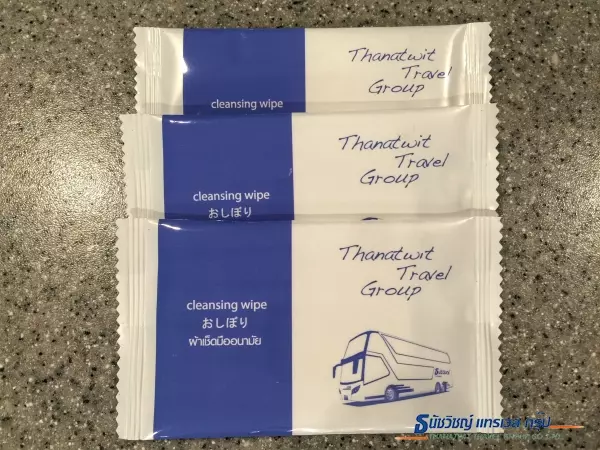 cleansing wipe
Thanatwit
Travel
Group
cleansing wipe
おしぼり
Thanatwit
Travel
Group
cleansing wipe
おしぼり
ผ้าเช็ดมืออนามัย
Thanatwit
Travel
Group
ธนัชวิชญ์ แทรเวล กรุ๊ป